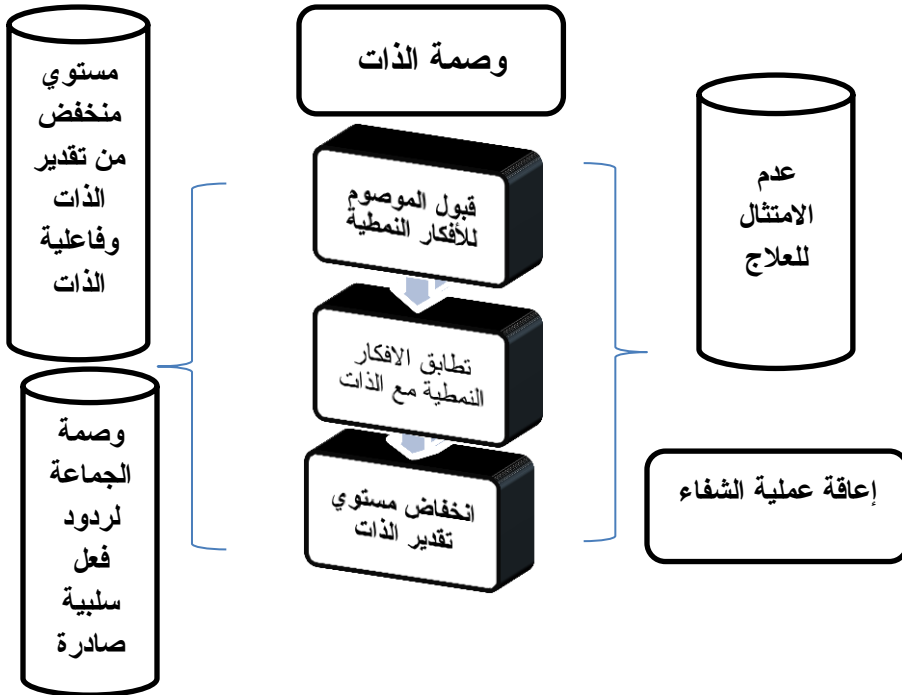 وصمة الذات
عدم
الامتثال
للعلاج
إعاقة عملية الشفاء
قبول الموصوم
للأفكار النمطية
تطابق الافكار
النمطية مع الذات
انخفاض مستوي
تقدير الذات
مستوي
منخفض
من تقدير
الذات
وفاعلية
الذات
وصمة
الجماعة
لردود
فعل
سلبية
صادرة